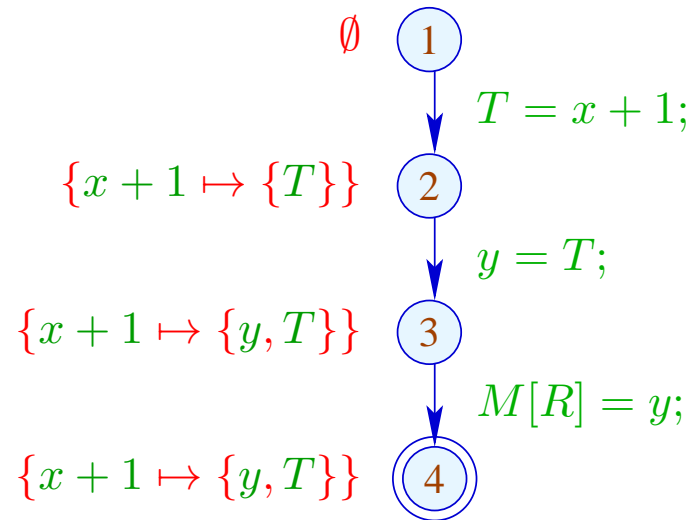 ∅ 1
T = x + 1;
{x + 1 ↦ {T}} 2
y = T;
{x + 1 ↦ {y, T}} 3
M[R] = y;
{x + 1 ↦ {y, T}} 4